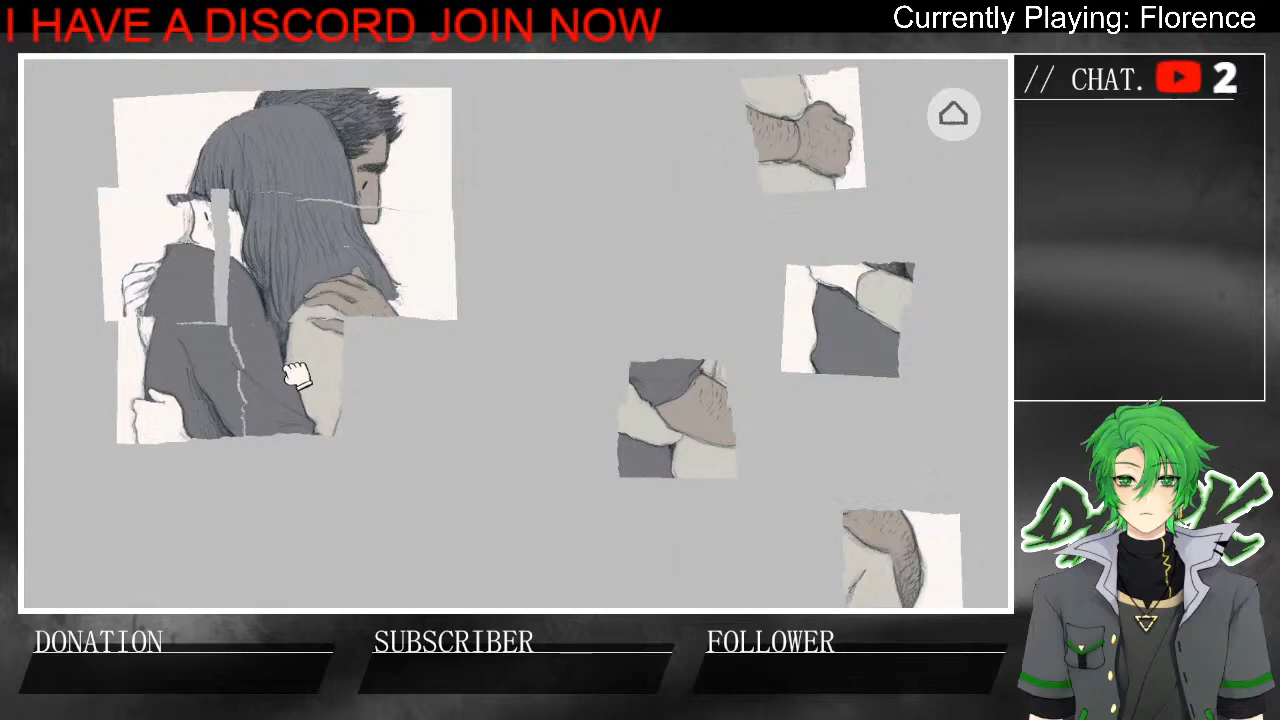 I HAVE A DISCORD JOIN NOW
Currently Playing: Florence
// CHAT. 2
DONATION
SUBSCRIBER
FOLLOWER